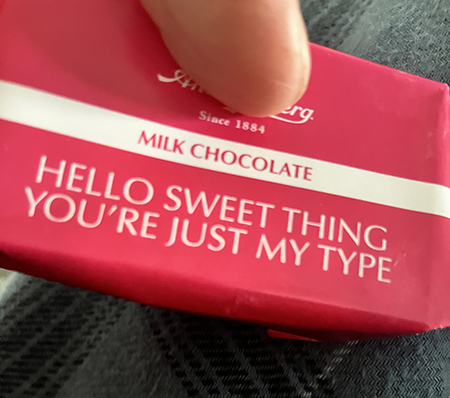 Since 1884
MILK CHOCOLATE
HELLO SWEET THING
YOU'RE JUST MY TYPE